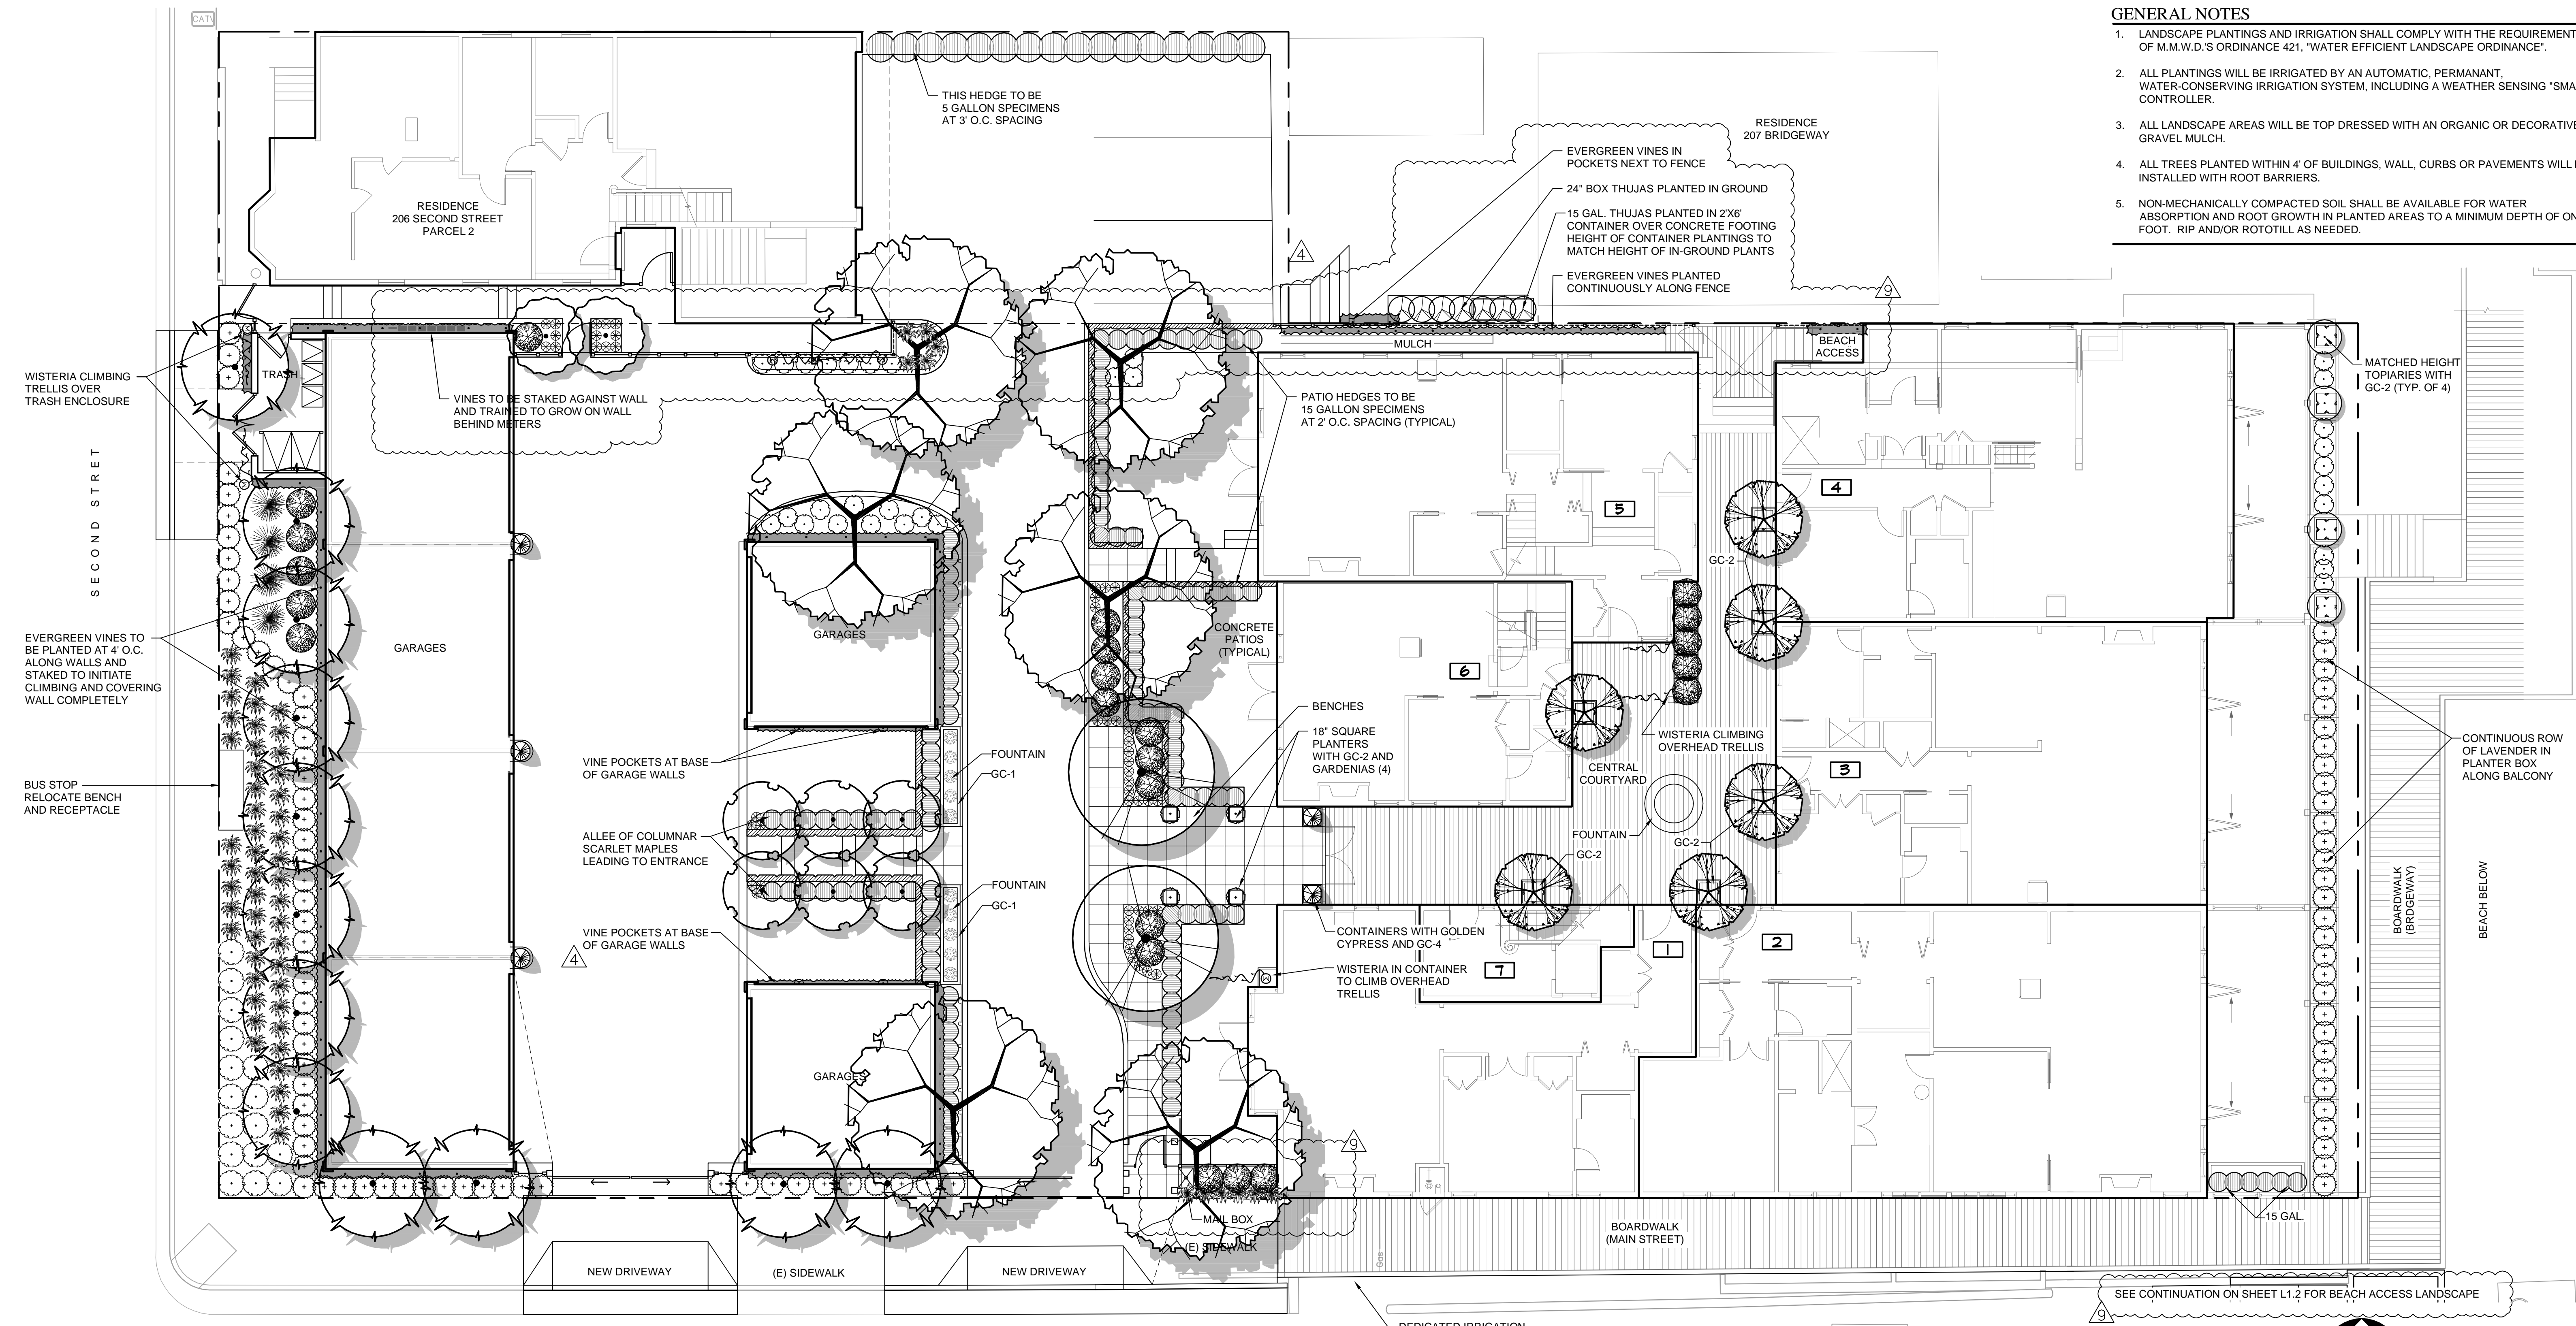 CATV
GENERAL NOTES
1. LANDSCAPE PLANTINGS AND IRRIGATION SHALL COMPLY WITH THE REQUIREMENT
OF M.M.W.D.'S ORDINANCE 421, "WATER EFFICIENT LANDSCAPE ORDINANCE".
2. ALL PLANTINGS WILL BE IRRIGATED BY AN AUTOMATIC, PERMANANT,
WATER-CONSERVING IRRIGATION SYSTEM, INCLUDING A WEATHER SENSING "SMA
CONTROLLER.
3. ALL LANDSCAPE AREAS WILL BE TOP DRESSED WITH AN ORGANIC OR DECORATIVE
GRAVEL MULCH.
4. ALL TREES PLANTED WITHIN 4' OF BUILDINGS, WALL, CURBS OR PAVEMENTS WILL
INSTALLED WITH ROOT BARRIERS.
5. NON-MECHANICALLY COMPACTED SOIL SHALL BE AVAILABLE FOR WATER
ABSORPTION AND ROOT GROWTH IN PLANTED AREAS TO A MINIMUM DEPTH OF ON
FOOT. RIP AND/OR ROTOTILL AS NEEDED.
THIS HEDGE TO BE
5 GALLON SPECIMENS
AT 3' O.C. SPACING
RESIDENCE
207 BRIDGEWAY
EVERGREEN VINES IN
POCKETS NEXT TO FENCE
24" BOX THUJAS PLANTED IN GROUND
15 GAL. THUJAS PLANTED IN 2'X6'
CONTAINER OVER CONCRETE FOOTING
HEIGHT OF CONTAINER PLANTINGS TO
MATCH HEIGHT OF IN-GROUND PLANTS
EVERGREEN VINES PLANTED
CONTINUOUSLY ALONG FENCE
RESIDENCE
206 SECOND STREET
PARCEL 2
4
9
MULCH
BEACH
ACCESS
MATCHED HEIGHT
TOPIARIES WITH
GC-2 (TYP. OF 4)
WISTERIA CLIMBING
TRELLIS OVER
TRASH ENCLOSURE
TRASH
VINES TO BE STAKED AGAINST WALL
AND TRAINED TO GROW ON WALL
BEHIND METERS
PATIO HEDGES TO BE
15 GALLON SPECIMENS
AT 2' O.C. SPACING (TYPICAL)
SECOND STRET
4
5
GC-2
EVERGREEN VINES TO
BE PLANTED AT 4' O.C.
ALONG WALLS AND
STAKED TO INITIATE
CLIMBING AND COVERING
WALL COMPLETELY
GARAGES
GARAGES
CONCRETE
PATIOS
(TYPICAL)
6
BENCHES
18" SQUARE
PLANTERS
WITH GC-2 AND
GARDENIAS (4)
WISTERIA CLIMBING
OVERHEAD TRELLIS
CENTRAL
COURTYARD
3
CONTINUOUS ROW
OF LAVENDER IN
PLANTER BOX
ALONG BALCONY
BUS STOP
RELOCATE BENCH
AND RECEPTACLE
VINE POCKETS AT BASE
OF GARAGE WALLS
FOUNTAIN
GC-1
ALLEE OF COLUMNAR
SCARLET MAPLES
LEADING TO ENTRANCE
FOUNTAIN
GC-2
GC-2
FOUNTAIN
GC-1
BOARDWALK
(BRDGEWAY)
BEACH BELOW
VINE POCKETS AT BASE
OF GARAGE WALLS
4
CONTAINERS WITH GOLDEN
CYPRESS AND GC-4
WISTERIA IN CONTAINER
TO CLIMB OVERHEAD
TRELLIS
7
1
2
GARAGES
9
MAIL BOX
(E) SIDEWALK
BOARDWALK
(MAIN STREET)
15 GAL.
Gas
NEW DRIVEWAY
(E) SIDEWALK
NEW DRIVEWAY
SEE CONTINUATION ON SHEET L1.2 FOR BEACH ACCESS LANDSCAPE
9
DEDICATED IRRIGATION